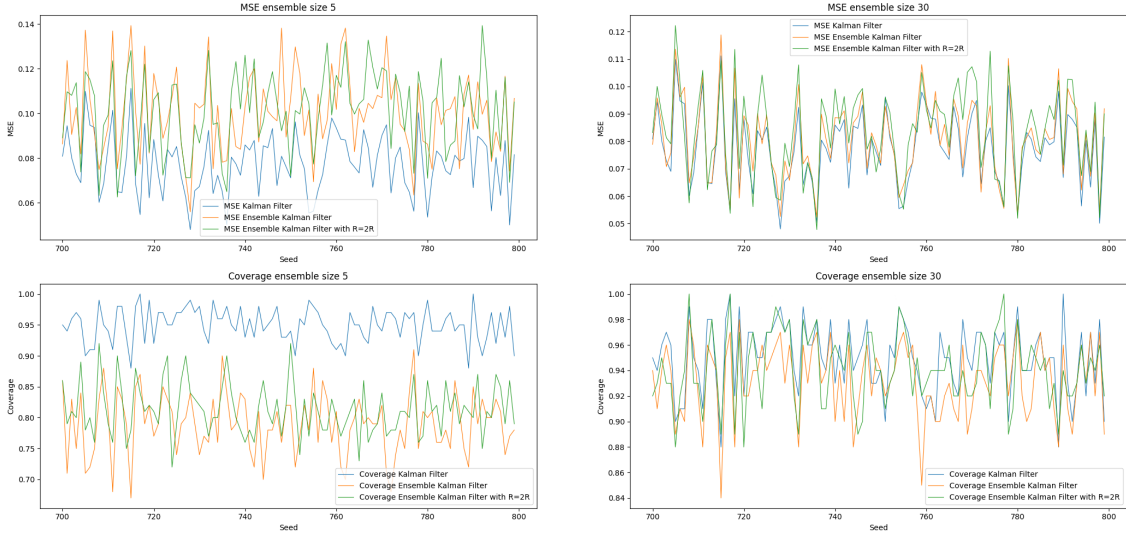 MSE ensemble size 5
0.14
0.12
0.10
0.08
0.06
MSE
MSE Kalman Filter
MSE Ensemble Kalman Filter
MSE Ensemble Kalman Filter with R=2R
700
720
740
760
780
800
Seed
MSE ensemble size 30
0.12
0.11
0.10
0.09
0.08
0.07
0.06
0.05
MSE
MSE Kalman Filter
MSE Ensemble Kalman Filter
MSE Ensemble Kalman Filter with R=2R
700
720
740
760
780
800
Seed
Coverage ensemble size 5
1.00
0.95
0.90
0.85
0.80
0.75
0.70
Coverage
Coverage Kalman Filter
Coverage Ensemble Kalman Filter
Coverage Ensemble Kalman Filter with R=2R
700
720
740
760
780
800
Seed
Coverage ensemble size 30
1.00
0.98
0.96
0.94
0.92
0.90
0.88
0.86
0.84
Coverage
Coverage Kalman Filter
Coverage Ensemble Kalman Filter
Coverage Ensemble Kalman Filter with R=2R
700
720
740
760
780
800
Seed